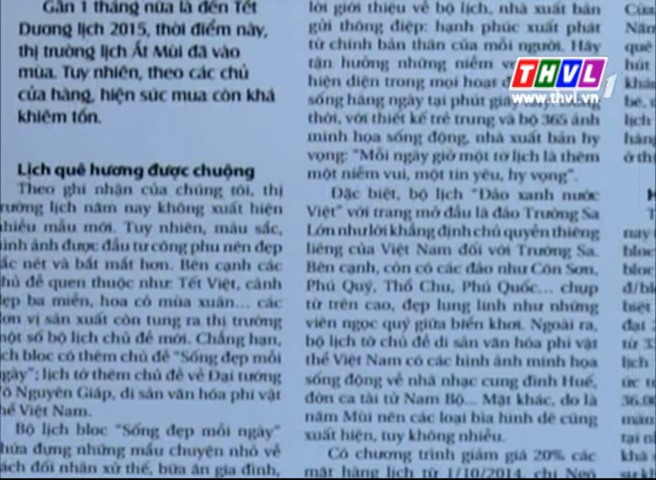 Gần 1 tháng nữa là đến Tết
Dương lịch 2015, thời điểm này,
thị trường lịch Ất Mùi đã vào
mùa. Tuy nhiên, theo các chủ
cửa hàng, hiện sức mua còn khá
khiêm tốn.
Lịch quê hương được chuộng
Theo ghi nhận của chúng tôi, thị
trường lịch năm nay không xuất hiện
nhiều mẫu mới. Tuy nhiên, màu sắc,
hình ảnh được đầu tư công phu nên đẹp
sắc nét và bắt mắt hơn. Bên cạnh các
chủ đề quen thuộc như: Tết Việt, cảnh
đẹp ba miền, hoa cỏ mùa xuân... các
đơn vị sản xuất còn tung ra thị trường
một số bộ lịch chủ đề mới. Chẳng hạn,
lịch bloc có thêm chủ đề "Sống đẹp mỗi
ngày"; lịch tờ thêm chủ đề về Đại tướng
Võ Nguyên Giáp, di sản văn hóa phi vật
thể Việt Nam.
Bộ lịch bloc "Sống đẹp mỗi ngày"
chứa đựng những mẩu chuyện nhỏ về
cách đối nhân xử thế, bữa ăn gia đình,
lời giới thiệu về bộ lịch, nhà xuất bản
gửi thông điệp: hạnh phúc xuất phát
từ chính bản thân của mỗi người. Hãy
tận hưởng những niềm
hiện diện trong mọi hoạt
sống hàng ngày tại phút giây
thời, với thiết kế trẻ trung và bộ 365 ảnh
minh họa sống động, nhà xuất bản hy
vọng: "Mỗi ngày giở một tờ lịch là thêm
một niềm vui, một tin yêu, hy vọng".
Đặc biệt, bộ lịch "Đảo xanh nước
Việt" với trang mở đầu là đảo Trường Sa
Lớn như lời khẳng định chủ quyền thiêng
liêng của Việt Nam đối với Trường Sa.
Bên cạnh, còn có các đảo như Côn Sơn,
Phú Quý, Thổ Chu, Phú Quốc... chụp
từ trên cao, đẹp lung linh như những
viên ngọc quý giữa biển khơi. Ngoài ra,
bộ lịch tờ chủ đề di sản văn hóa phi vật
thể Việt Nam có các hình ảnh minh họa
sống động về nhã nhạc cung đình Huế,
đờn ca tài tử Nam Bộ... Mặt khác, do là
năm Mùi nên các loại bìa hình dê cũng
xuất hiện, tuy không nhiều.
Có chương trình giảm giá 20% các
mặt hàng lịch từ 1/10/2014, chị Ngô
THVL1
www.thvl.vn